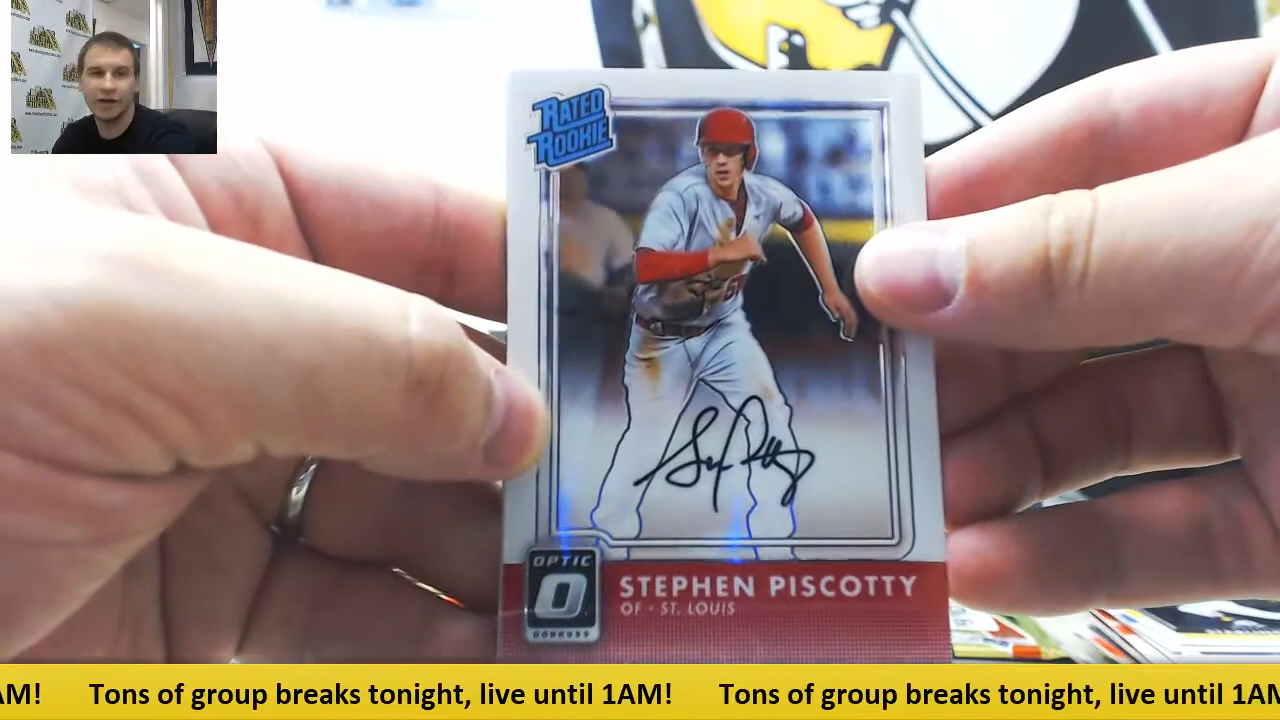 RATED
ROOKIE
OPTIC
O
DONRUSS
STEPHEN PISCOTTY
OF - ST. LOUIS
AM! Tons of group breaks tonight, live until 1AM! Tons of group breaks tonight, live until 1AM